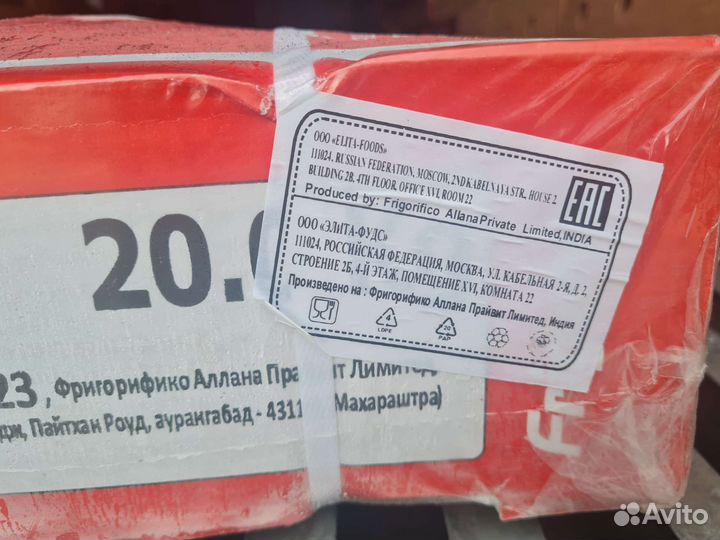 ООО «ELITA-FOODS»
111024, RUSSIAN FEDERATION, MOSCOW, 2ND KABELNAYA STR., HOUSE 2
BUILDING 2B, 4TH FLOOR, OFFICE XVI, ROOM 22
Produced by: Frigorifico Allana Private Limited, INDIA
EAC
ООО «ЭЛИТА-ФУДС»
111024, РОССИЙСКАЯ ФЕДЕРАЦИЯ, МОСКВА, УЛ. КАБЕЛЬНАЯ 2-Я, Д. 2,
СТРОЕНИЕ 2Б, 4-Й ЭТАЖ, ПОМЕЩЕНИЕ XVI, КОМНАТА 22
Произведено на : Фригорифико Аллана Прайвит Лимитед, Индия
4
LDPE
20
PAP
20.
23 , Фригорифико Аллана Пра йт Лимитед
дж, Пайтхан Роуд, аурангабад - 4311 Махараштра)
Avito